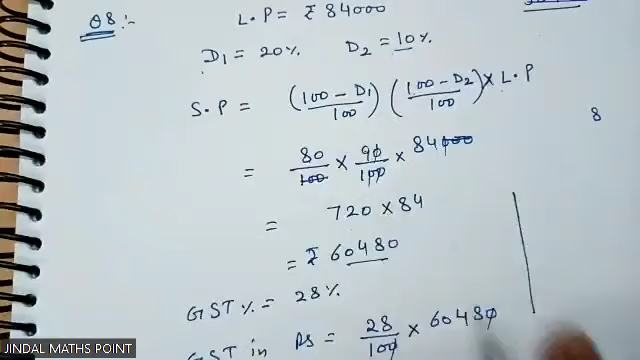 Q8:-
L.P = ₹ 84000
D₁ = 20%. D₂ = 10%.
S.P = (100 - D₁)/100 (100 - D₂)/100 × L.P
= 80/100 × 90/100 × 84000
8
= 720 × 84
= ₹ 60480
GST % = 28%.
GST in Rs = 28/100 × 60480
JINDAL MATHS POINT